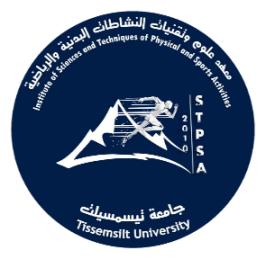 معهد علوم وتقنيات النشاطات البدنية والرياضية
Institute of Sciences and Techniques of Physical and Sports Activities
STPSA
2010
جامعة تيسمسيلت
Tissemsilt University